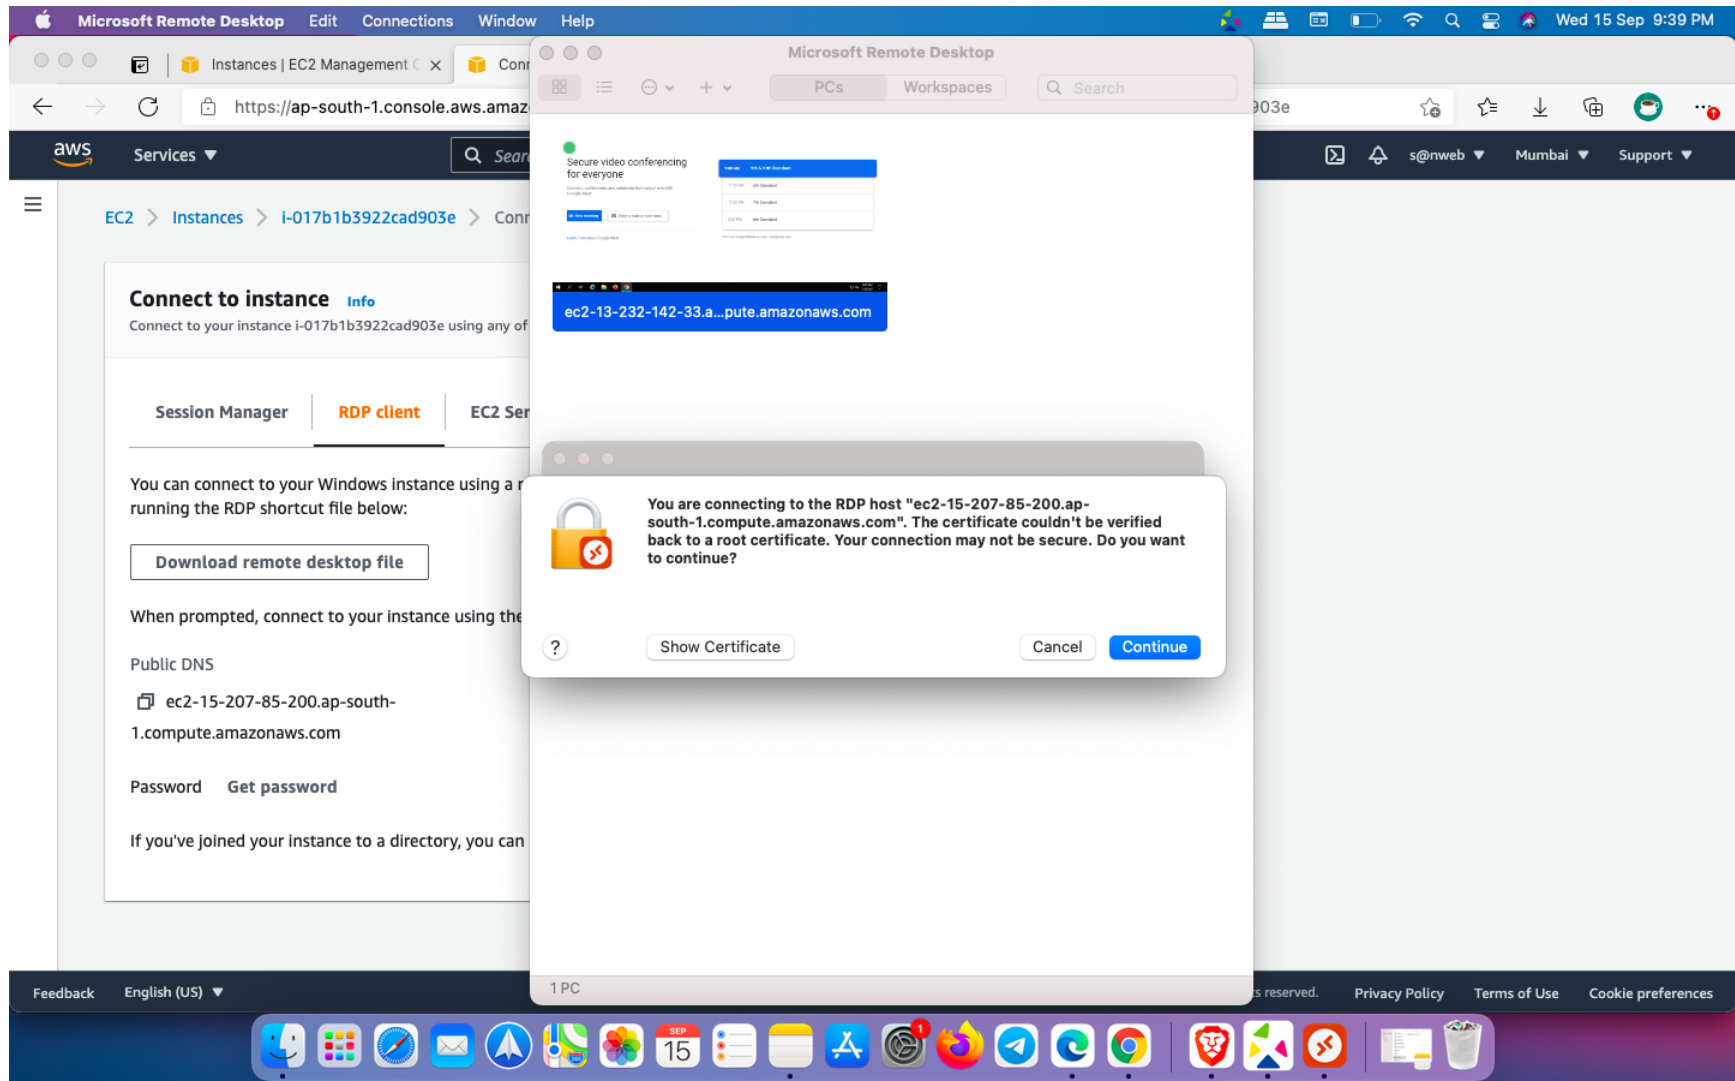 Microsoft Remote Desktop Edit Connections Window Help
Wed 15 Sep 9:39 PM
Instances | EC2 Management C
Con
https://ap-south-1.console.aws.amaz
903e
aws
Services
Sear
s@nweb
Mumbai
Support
EC2 > Instances > i-017b1b3922cad903e > Conn
Connect to instance Info
Connect to your instance i-017b1b3922cad903e using any of
Session Manager
RDP client
EC2 Ser
You can connect to your Windows instance using a r
running the RDP shortcut file below:
Download remote desktop file
When prompted, connect to your instance using the
Public DNS
ec2-15-207-85-200.ap-south-
1.compute.amazonaws.com
Password Get password
If you've joined your instance to a directory, you can
Microsoft Remote Desktop
PCs
Workspaces
Search
Secure video conferencing
for everyone
ec2-13-232-142-33.a...pute.amazonaws.com
You are connecting to the RDP host "ec2-15-207-85-200.ap-
south-1.compute.amazonaws.com". The certificate couldn't be verified
back to a root certificate. Your connection may not be secure. Do you want
to continue?
?
Show Certificate
Cancel
Continue
1 PC
Feedback
English (US)
s reserved.
Privacy Policy
Terms of Use
Cookie preferences
SEP
15
1